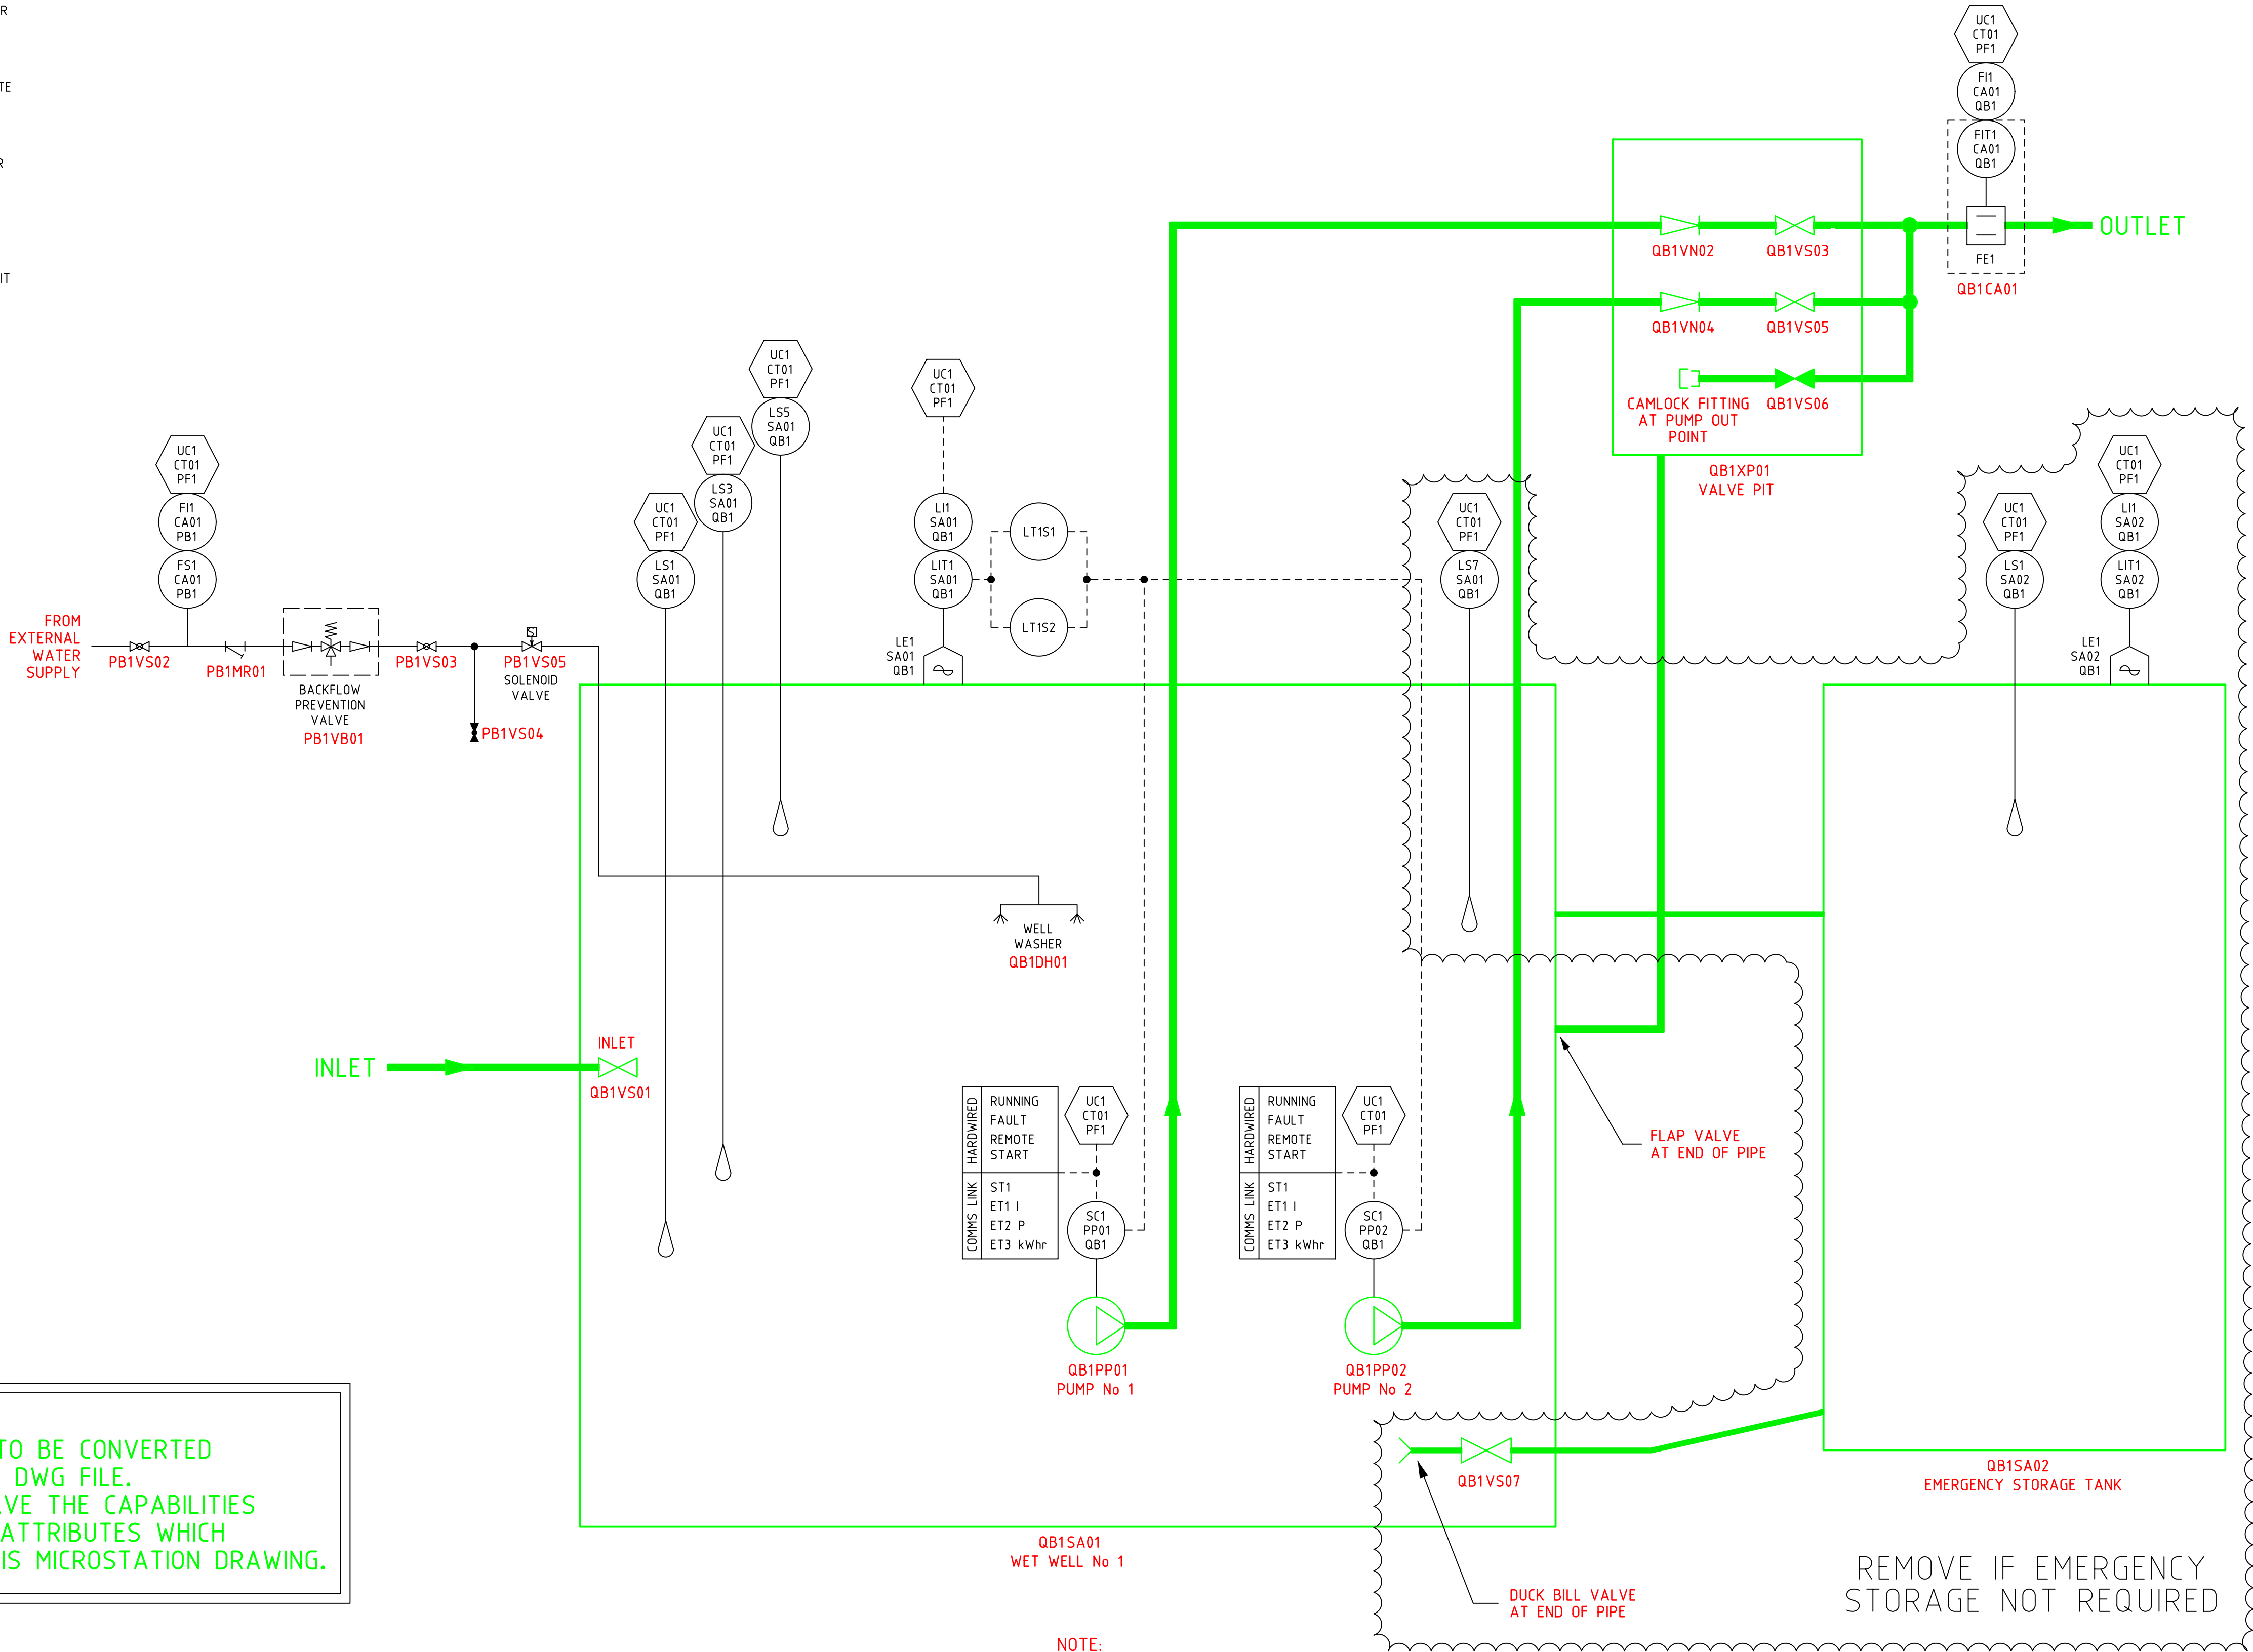 R
TE
R
IT
UC1
CT01
PF1
FI1
CA01
QB1
FIT1
CA01
QB1
FE1
QB1CA01
OUTLET
QB1VN02
QB1VS03
QB1VN04
QB1VS05
CAMLOCK FITTING
AT PUMP OUT
POINT
QB1VS06
QB1XP01
VALVE PIT
UC1
CT01
PF1
FI1
CA01
PB1
FS1
CA01
PB1
FROM
EXTERNAL
WATER
SUPPLY
PB1VS02
PB1MR01
BACKFLOW
PREVENTION
VALVE
PB1VB01
PB1VS03
PB1VS04
S
PB1VS05
SOLENOID
VALVE
UC1
CT01
PF1
LS1
SA01
QB1
UC1
CT01
PF1
LS3
SA01
QB1
UC1
CT01
PF1
LS5
SA01
QB1
UC1
CT01
PF1
LI1
SA01
QB1
LIT1
SA01
QB1
LE1
SA01
QB1
LT1S1
LT1S2
UC1
CT01
PF1
LS7
SA01
QB1
UC1
CT01
PF1
LS1
SA02
QB1
UC1
CT01
PF1
LI1
SA02
QB1
LIT1
SA02
QB1
LE1
SA02
QB1
WELL
WASHER
QB1DH01
INLET
INLET
QB1VS01
HARDWIRED
RUNNING
FAULT
REMOTE
START
COMMS LINK
ST1
ET1 I
ET2 P
ET3 kWhr
UC1
CT01
PF1
SC1
PP01
QB1
QB1PP01
PUMP No 1
HARDWIRED
RUNNING
FAULT
REMOTE
START
COMMS LINK
ST1
ET1 I
ET2 P
ET3 kWhr
UC1
CT01
PF1
SC1
PP02
QB1
QB1PP02
PUMP No 2
FLAP VALVE
AT END OF PIPE
QB1VS07
QB1SA02
EMERGENCY STORAGE TANK
QB1SA01
WET WELL No 1
DUCK BILL VALVE
AT END OF PIPE
REMOVE IF EMERGENCY
STORAGE NOT REQUIRED
TO BE CONVERTED
DWG FILE.
VE THE CAPABILITIES
ATTRIBUTES WHICH
IS MICROSTATION DRAWING.
NOTE: